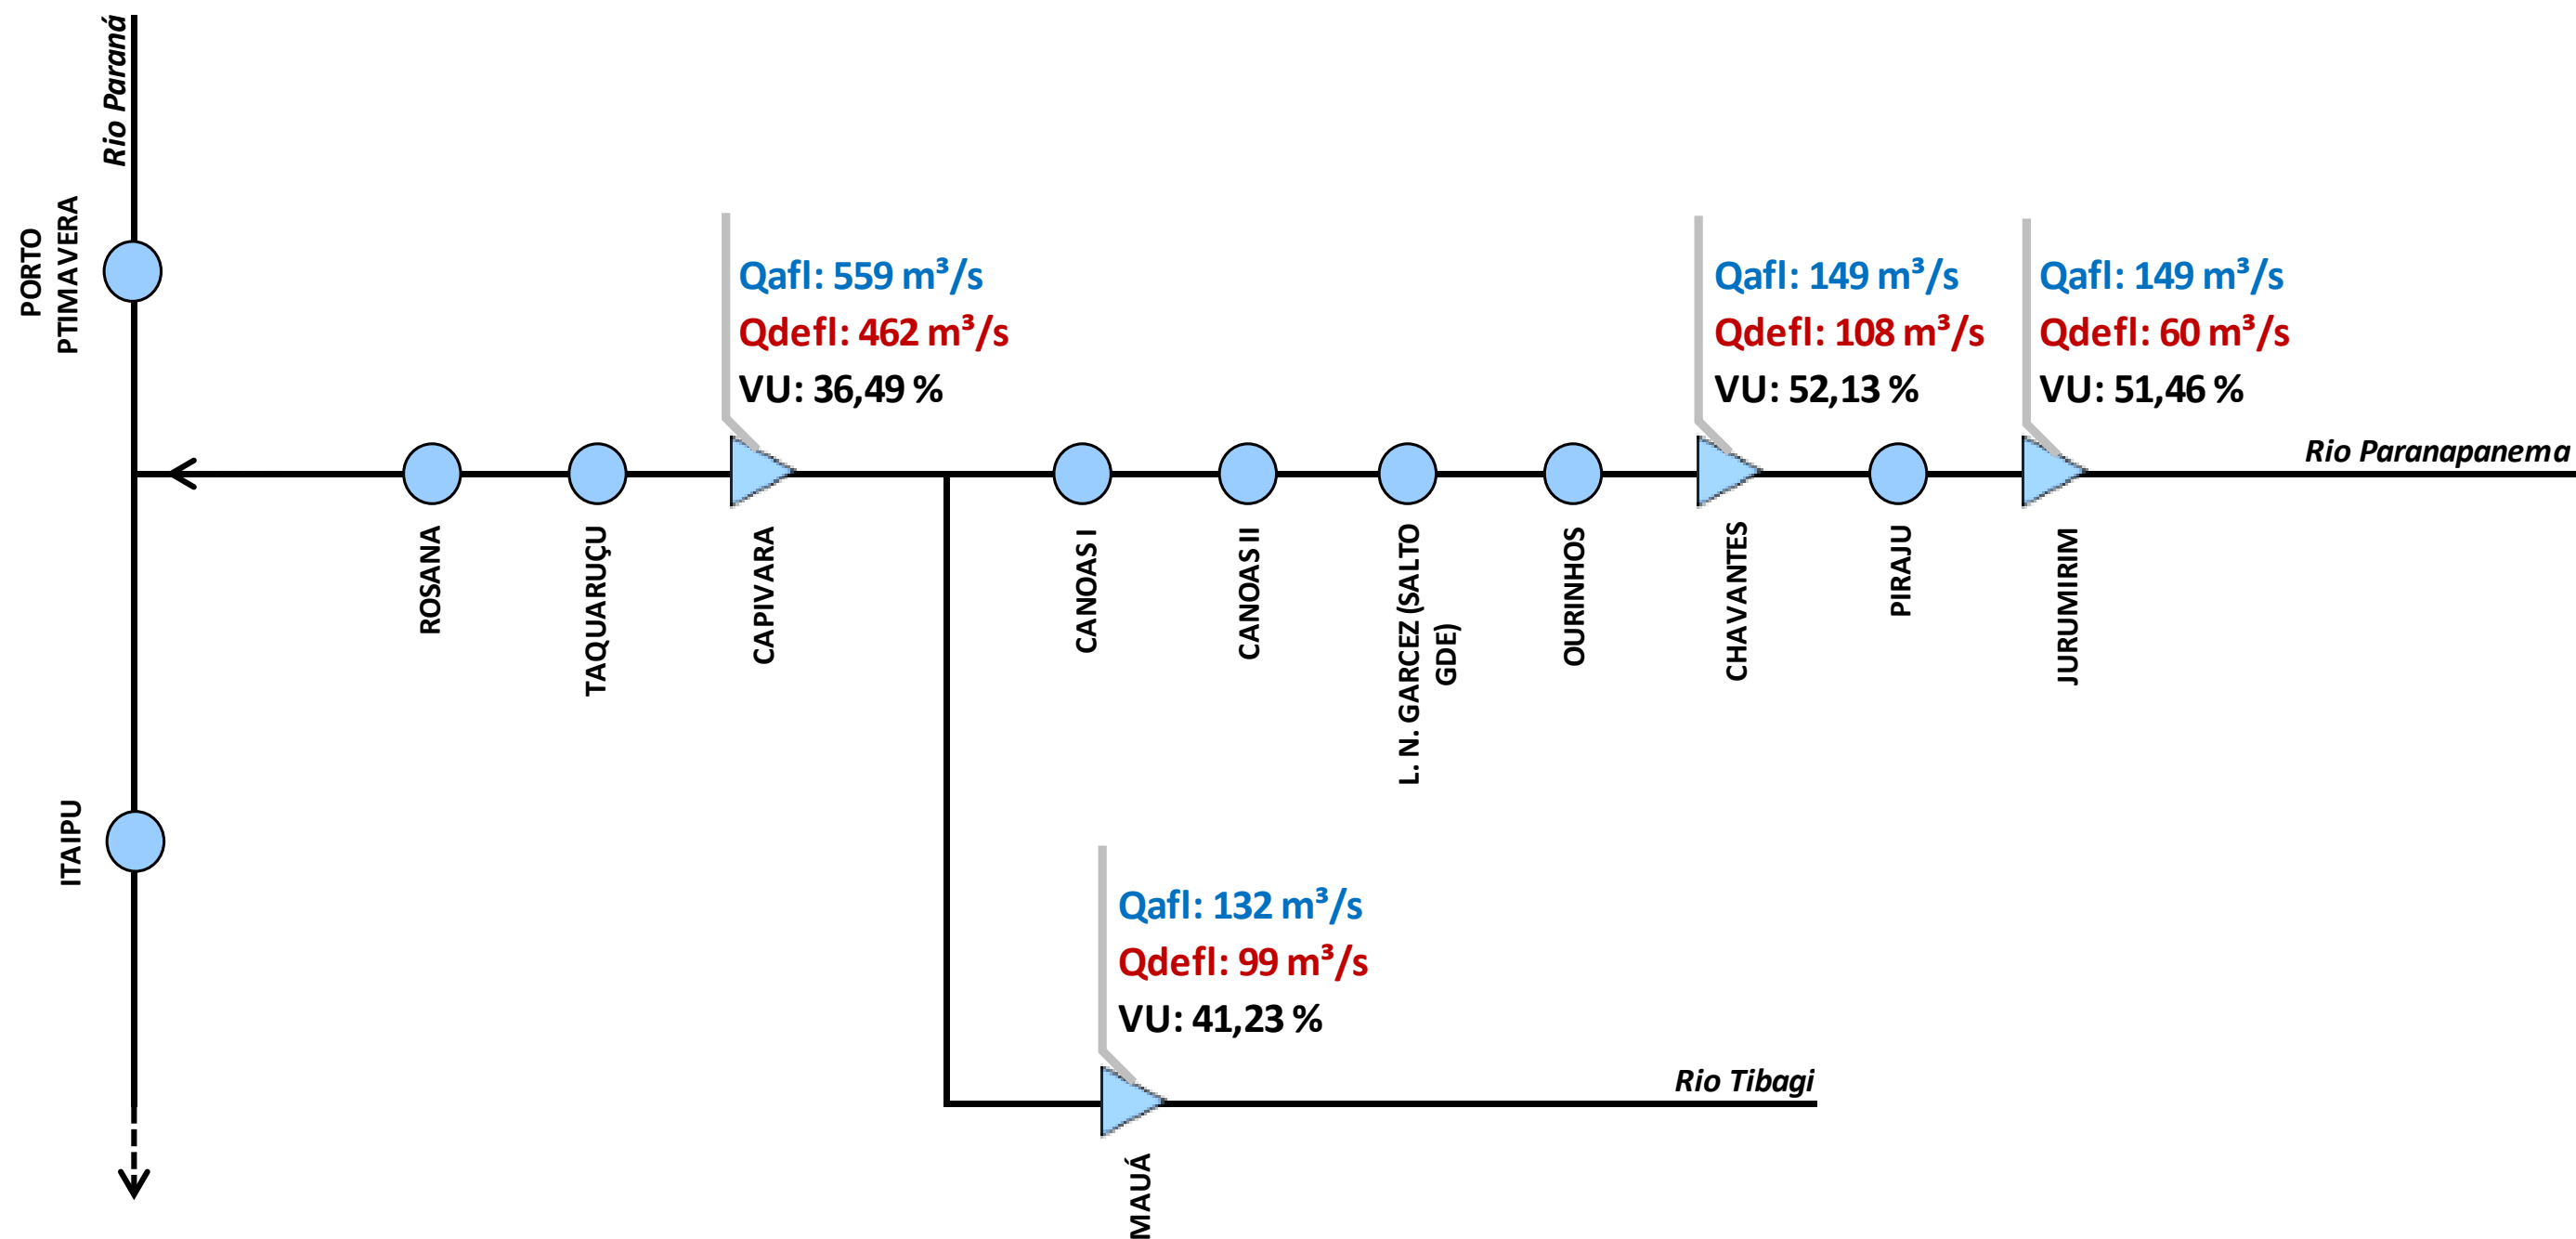 Rio Paraná
PORTO
PTIMAVERA
Qafl: 559 m³/s
Qdefl: 462 m³/s
VU: 36,49 %
Qafl: 149 m³/s
Qdefl: 108 m³/s
VU: 52,13 %
Qafl: 149 m³/s
Qdefl: 60 m³/s
VU: 51,46 %
Rio Paranapanema
ROSANA
TAQUARUÇU
CAPIVARA
CANOAS I
CANOAS II
L. N. GARCEZ (SALTO
GDE)
OURINHOS
CHAVANTES
PIRAJU
JURUMIRIM
ITAIPU
Qafl: 132 m³/s
Qdefl: 99 m³/s
VU: 41,23 %
Rio Tibagi
MAUÁ